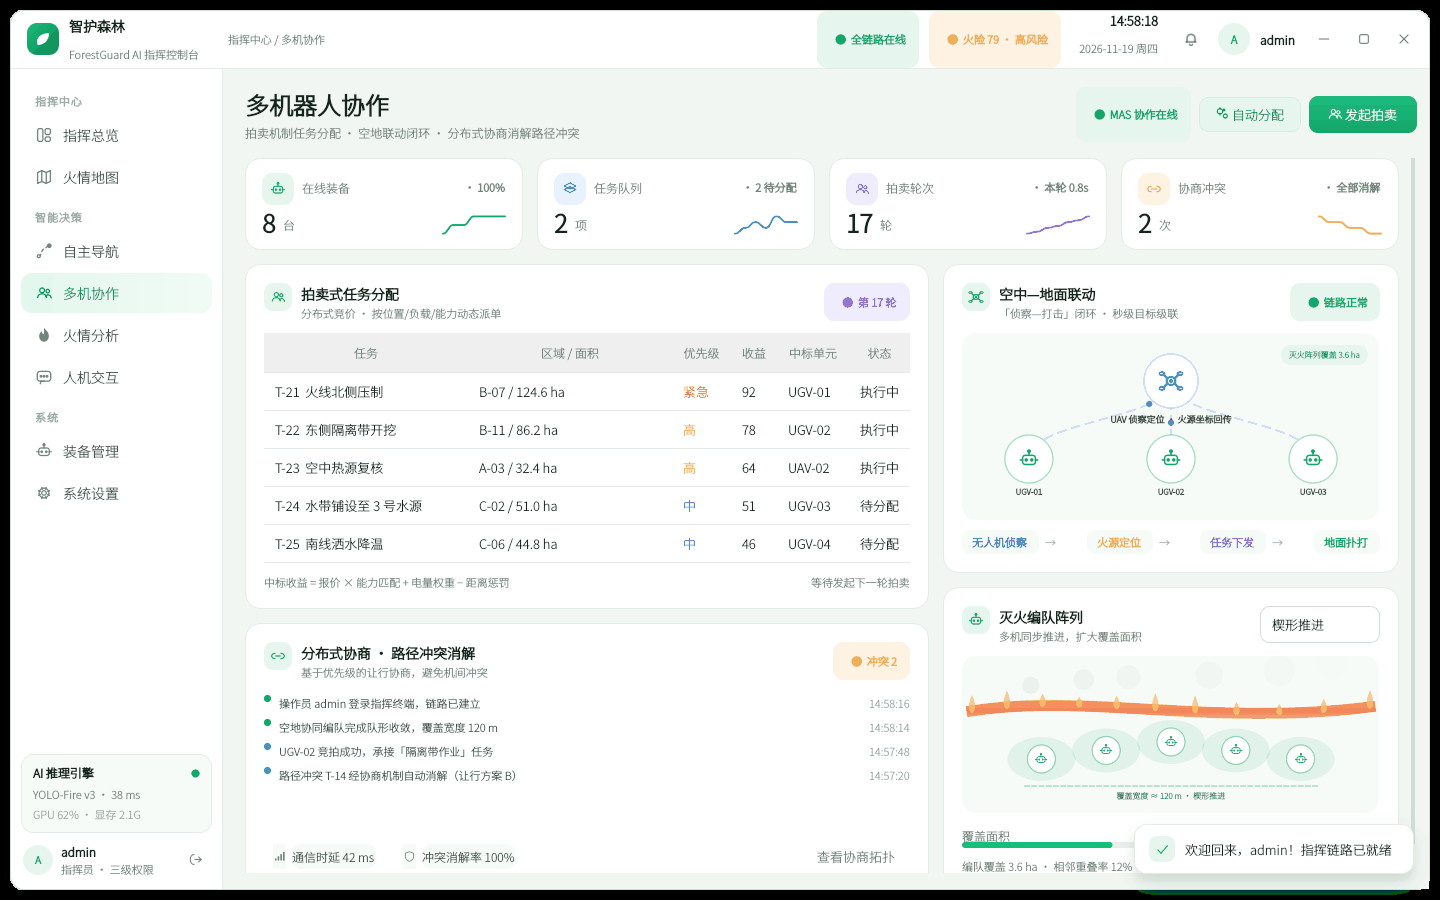 智护森林
ForestGuard AI 指挥控制台
指挥中心 / 多机协作
全链路在线
火险 79 · 高风险
14:58:18
2026-11-19 周四
A
admin
指挥中心
指挥总览
火情地图
智能决策
自主导航
多机协作
火情分析
人机交互
系统
装备管理
系统设置
AI 推理引擎
YOLO-Fire v3 · 38 ms
GPU 62% · 显存 2.1G
A
admin
指挥员 · 三级权限
多机器人协作
拍卖机制任务分配 · 空地联动闭环 · 分布式协商消解路径冲突
MAS 协作在线
自动分配
发起拍卖
在线装备
· 100%
8 台
任务队列
· 2 待分配
2 项
拍卖轮次
· 本轮 0.8s
17 轮
协商冲突
· 全部消解
2 次
拍卖式任务分配
分布式竞价 · 按位置/负载/能力动态派单
第 17 轮
任务 区域 / 面积 优先级 收益 中标单元 状态
T-21 火线北侧压制 B-07 / 124.6 ha 紧急 92 UGV-01 执行中
T-22 东侧隔离带开挖 B-11 / 86.2 ha 高 78 UGV-02 执行中
T-23 空中热源复核 A-03 / 32.4 ha 高 64 UAV-02 执行中
T-24 水带铺设至 3 号水源 C-02 / 51.0 ha 中 51 UGV-03 待分配
T-25 南线洒水降温 C-06 / 44.8 ha 中 46 UGV-04 待分配
中标收益 = 报价 × 能力匹配 + 电量权重 − 距离惩罚
等待发起下一轮拍卖
分布式协商 · 路径冲突消解
基于优先级的让行协商，避免机间冲突
冲突 2
操作员 admin 登录指挥终端，链路已建立 14:58:16
空地协同编队完成队形收敛，覆盖宽度 120 m 14:58:14
UGV-02 竞拍成功，承接「隔离带作业」任务 14:57:48
路径冲突 T-14 经协商机制自动消解（让行方案 B） 14:57:20
通信时延 42 ms
冲突消解率 100%
查看协商拓扑
空中—地面联动
「侦察—打击」闭环 · 秒级目标级联
链路正常
灭火阵列覆盖 3.6 ha
UAV 侦察定位
火源坐标回传
UGV-01
UGV-02
UGV-03
无人机侦察 → 火源定位 → 任务下发 → 地面扑打
灭火编队阵列
多机同步推进，扩大覆盖面积
楔形推进
覆盖宽度 ≈ 120 m · 楔形推进
覆盖面积
编队覆盖 3.6 ha · 相邻重叠率 12%
欢迎回来，admin！指挥链路已就绪